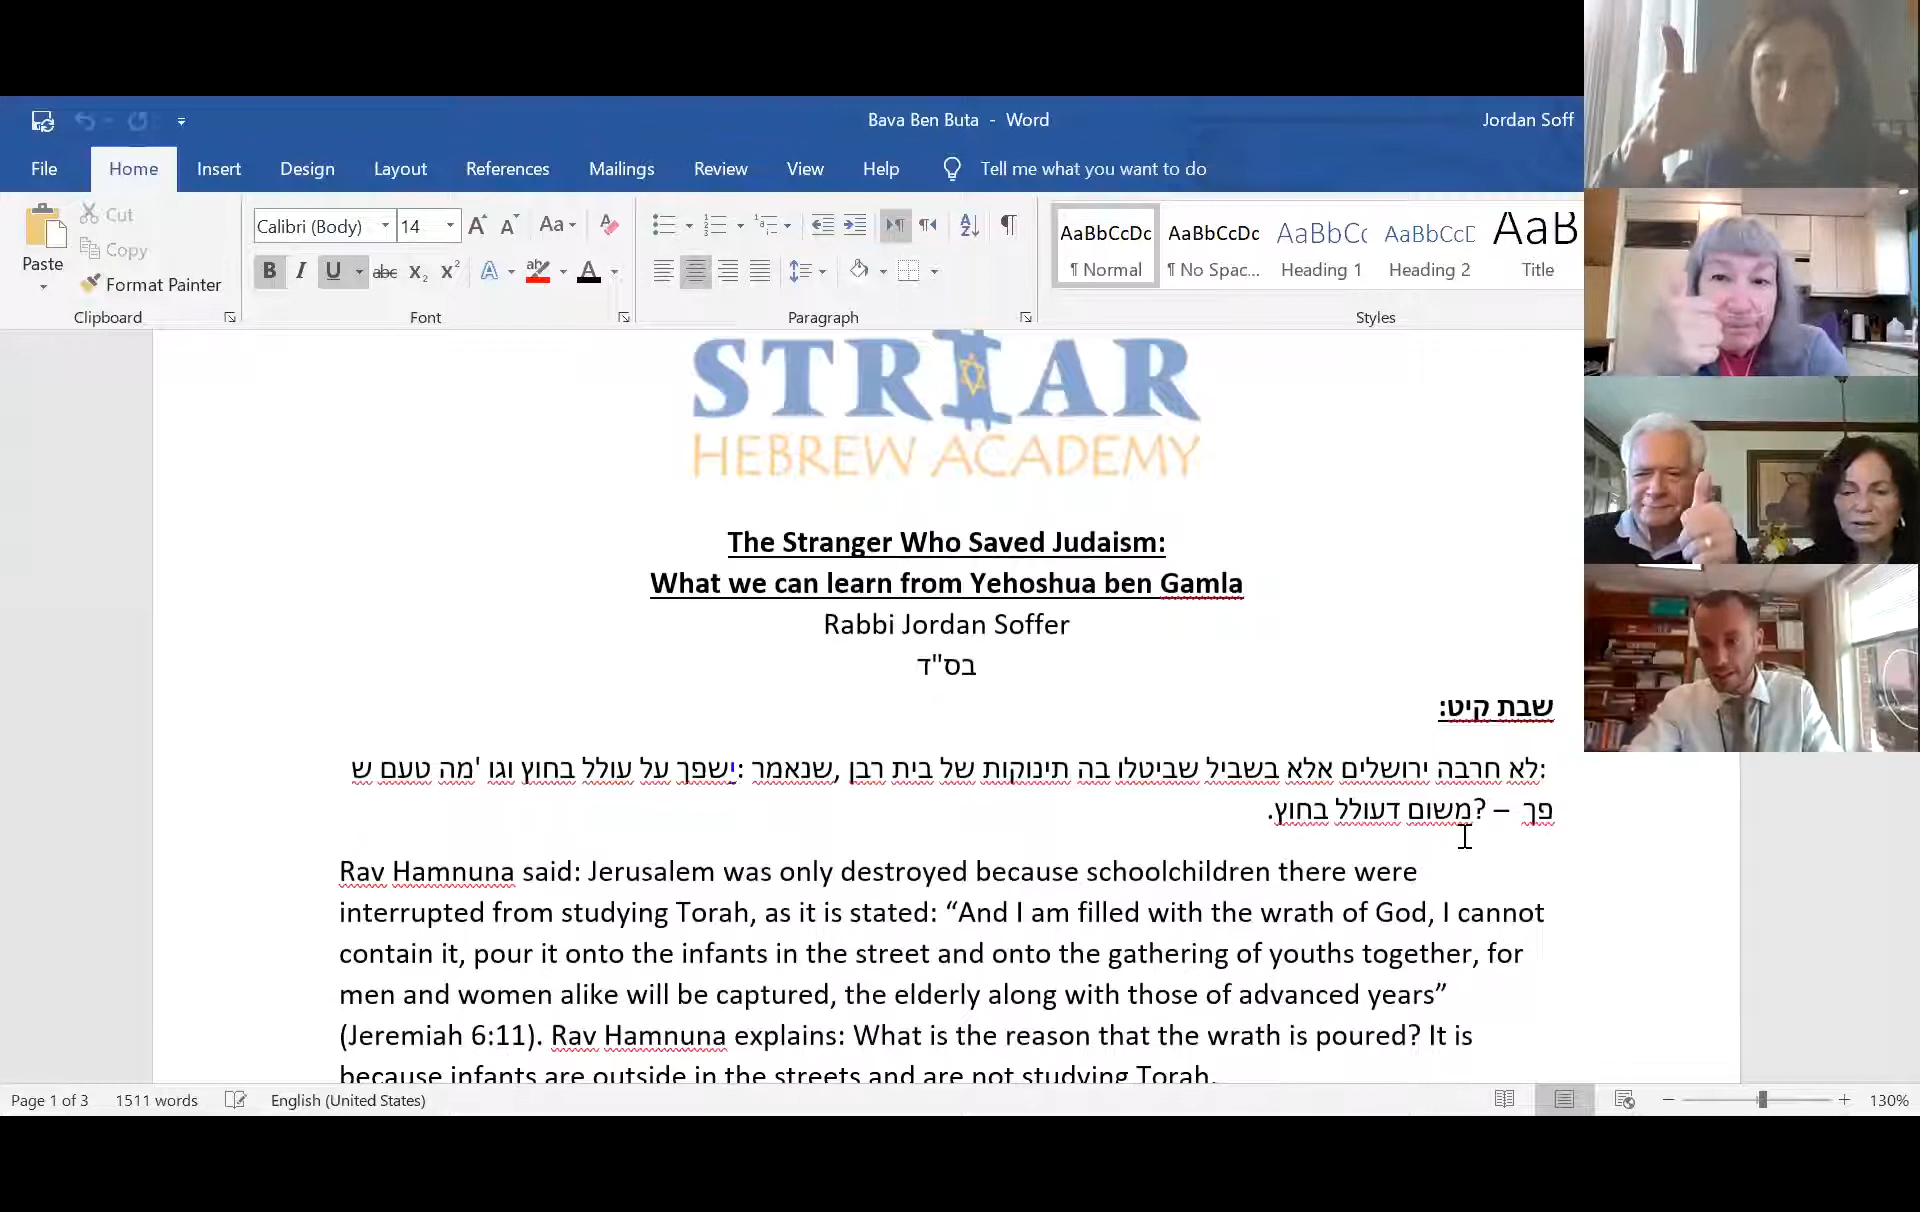 Bava Ben Buta - Word
Jordan Soff
File Home Insert Design Layout References Mailings Review View Help Tell me what you want to do
Paste
Cut
Copy
Format Painter
Clipboard
Calibri (Body) 14
Font
Paragraph
AaBbCcDc AaBbCcDc AaBbCc AaBbCcD AaB
¶ Normal ¶ No Spac... Heading 1 Heading 2 Title
Styles
STRIAR
HEBREW ACADEMY
The Stranger Who Saved Judaism:
What we can learn from Yehoshua ben Gamla
Rabbi Jordan Soffer
בס"ד
שבת קיט:
:לא חרבה ירושלים אלא בשביל שביטלו בה תינוקות של בית רבן ,שנאמר :ישפך על עולל בחוץ וגו 'מה טעם ש
פך – ?משום דעולל בחוץ.
Rav Hamnuna said: Jerusalem was only destroyed because schoolchildren there were
interrupted from studying Torah, as it is stated: “And I am filled with the wrath of God, I cannot
contain it, pour it onto the infants in the street and onto the gathering of youths together, for
men and women alike will be captured, the elderly along with those of advanced years”
(Jeremiah 6:11). Rav Hamnuna explains: What is the reason that the wrath is poured? It is
because infants are outside in the streets and are not studying Torah.
Page 1 of 3 1511 words English (United States) 130%